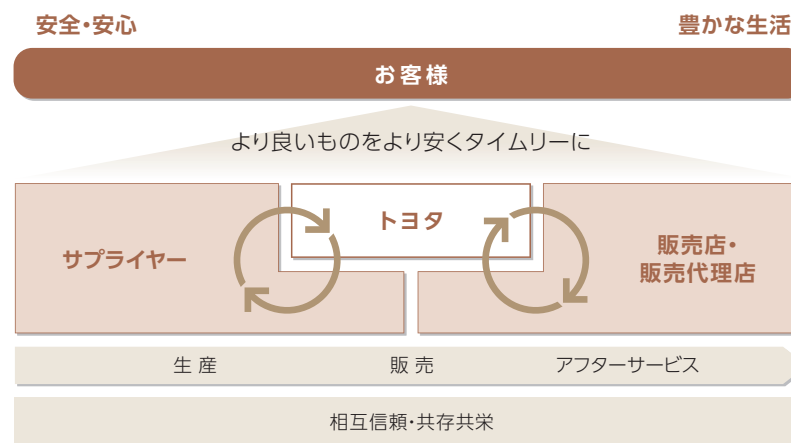 安全・安心
豊かな生活
お客様
より良いものをより安くタイムリーに
サプライヤー
トヨタ
販売店・
販売代理店
生産
販売
アフターサービス
相互信頼・共存共栄